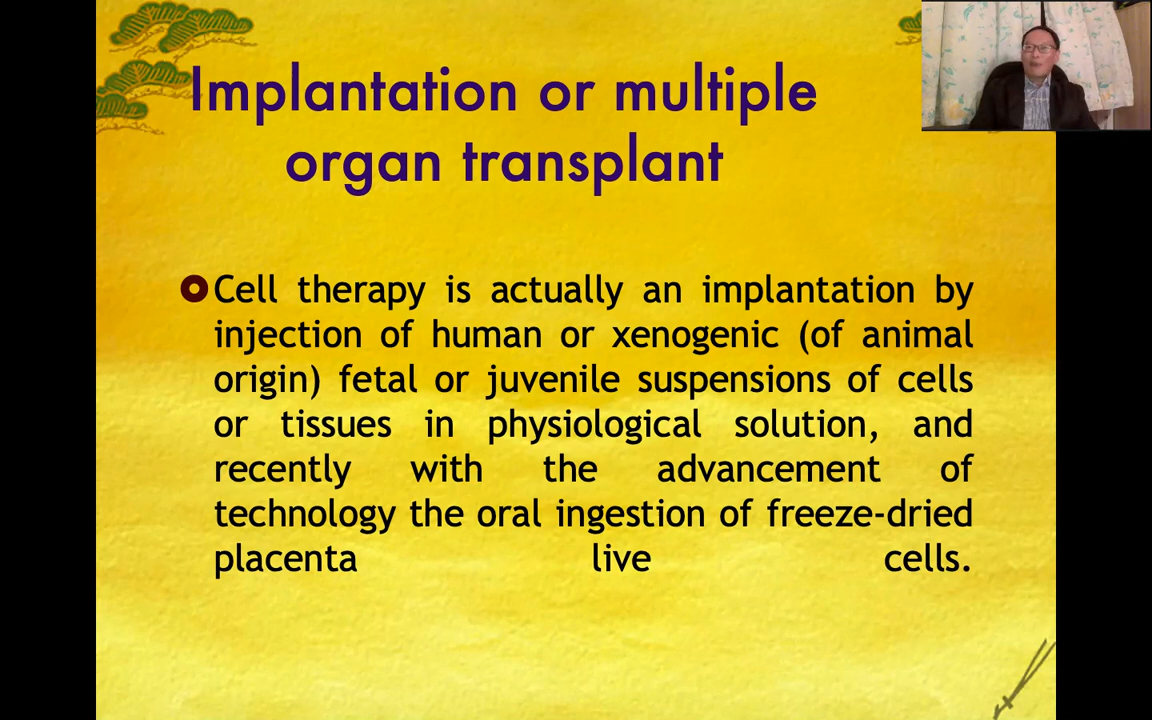 Implantation or multiple
organ transplant
Cell therapy is actually an implantation by
injection of human or xenogenic (of animal
origin) fetal or juvenile suspensions of cells
or tissues in physiological solution, and
recently with the advancement of
technology the oral ingestion of freeze-dried
placenta live cells.